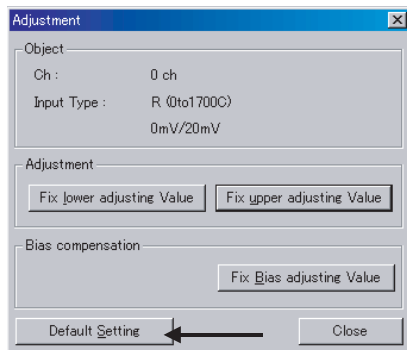 Adjustment
Object
Ch : 0 ch
Input Type : R (0to1700C)
0mV/20mV
Adjustment
Fix lower adjusting Value Fix upper adjusting Value
Bias compensation
Fix Bias adjusting Value
Default Setting Close